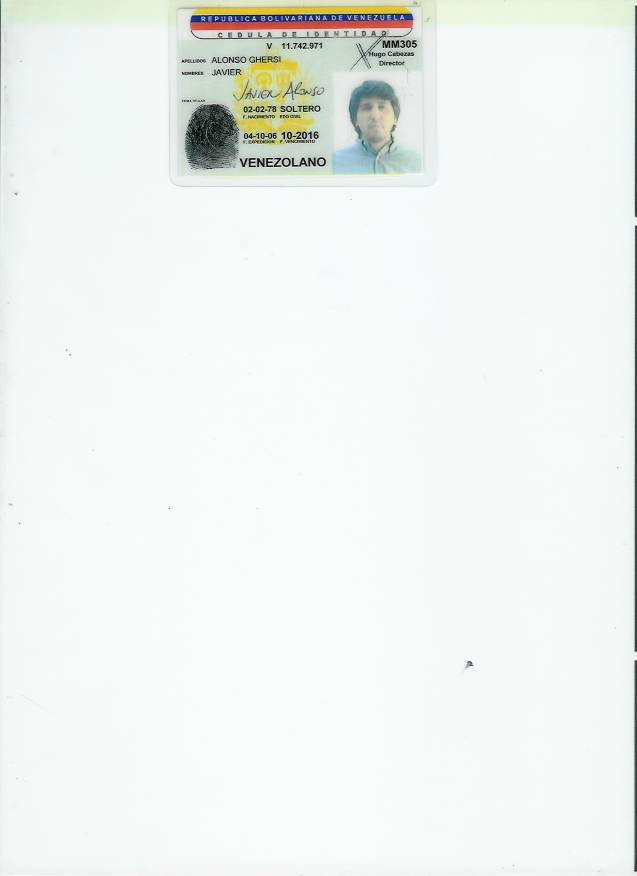 REPUBLICA BOLIVARIANA DE VENEZUELA
CEDULA DE IDENTIDAD
V 11.742.971
MM305
Hugo Cabezas
Director
APELLIDOS ALONSO GHERSI
NOMBRES JAVIER
Javier Alonso
FIRMA TITULAR
02-02-78 SOLTERO
F. NACIMIENTO EDO CIVIL
04-10-06 10-2016
F. EXPEDICION F. VENCIMIENTO
VENEZOLANO